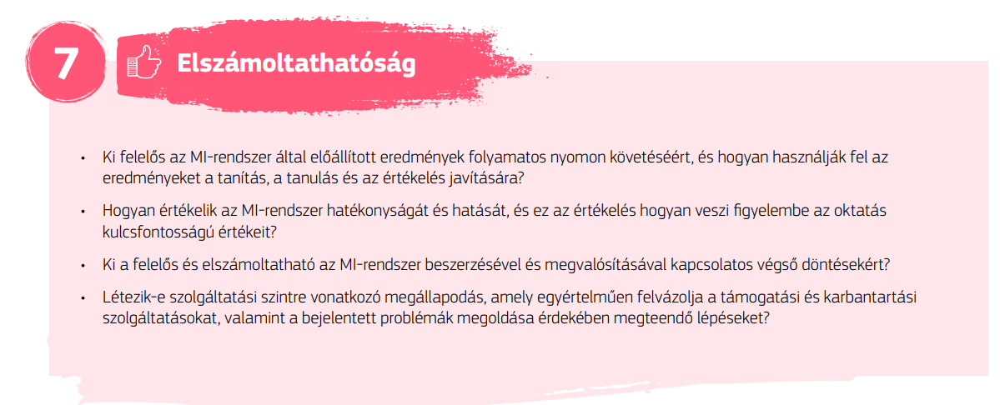 7
Elszámoltathatóság
• Ki felelős az MI-rendszer által előállított eredmények folyamatos nyomon követéséért, és hogyan használják fel az
eredményeket a tanítás, a tanulás és az értékelés javítására?
• Hogyan értékelik az MI-rendszer hatékonyságát és hatását, és ez az értékelés hogyan veszi figyelembe az oktatás
kulcsfontosságú értékeit?
• Ki a felelős és elszámoltatható az MI-rendszer beszerzésével és megvalósításával kapcsolatos végső döntésekért?
• Létezik-e szolgáltatási szintre vonatkozó megállapodás, amely egyértelműen felvázolja a támogatási és karbantartási
szolgáltatásokat, valamint a bejelentett problémák megoldása érdekében megteendő lépéseket?